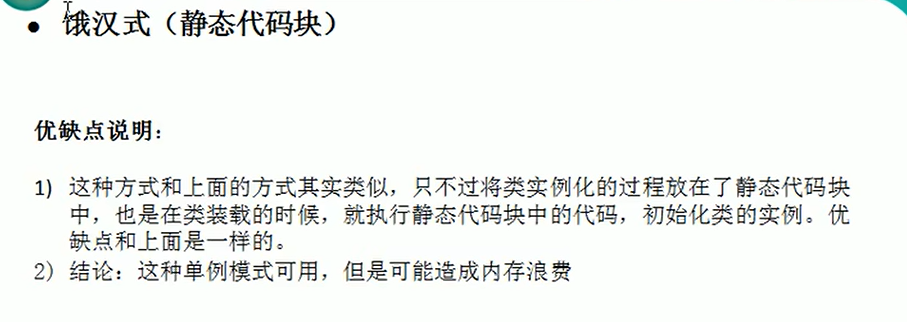 • 饿汉式（静态代码块）
优缺点说明：
1) 这种方式和上面的方式其实类似，只不过将类实例化的过程放在了静态代码块
中，也是在类装载的时候，就执行静态代码块中的代码，初始化类的实例。优
缺点和上面是一样的。
2) 结论：这种单例模式可用，但是可能造成内存浪费